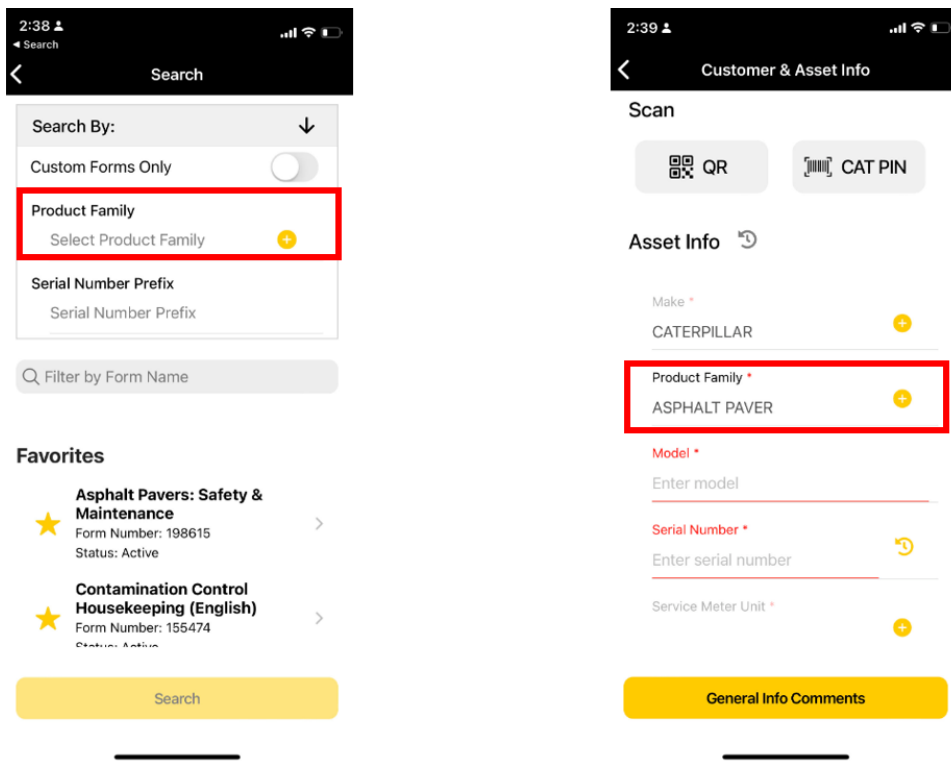 2:38
◀ Search
Search
Search By:
Custom Forms Only
Product Family
Select Product Family
Serial Number Prefix
Serial Number Prefix
Filter by Form Name
Favorites
Asphalt Pavers: Safety &
Maintenance
Form Number: 198615
Status: Active
Contamination Control
Housekeeping (English)
Form Number: 155474
Status: Active
Search
2:39
Customer & Asset Info
Scan
QR
CAT PIN
Asset Info
Make *
CATERPILLAR
Product Family *
ASPHALT PAVER
Model *
Enter model
Serial Number *
Enter serial number
Service Meter Unit *
General Info Comments